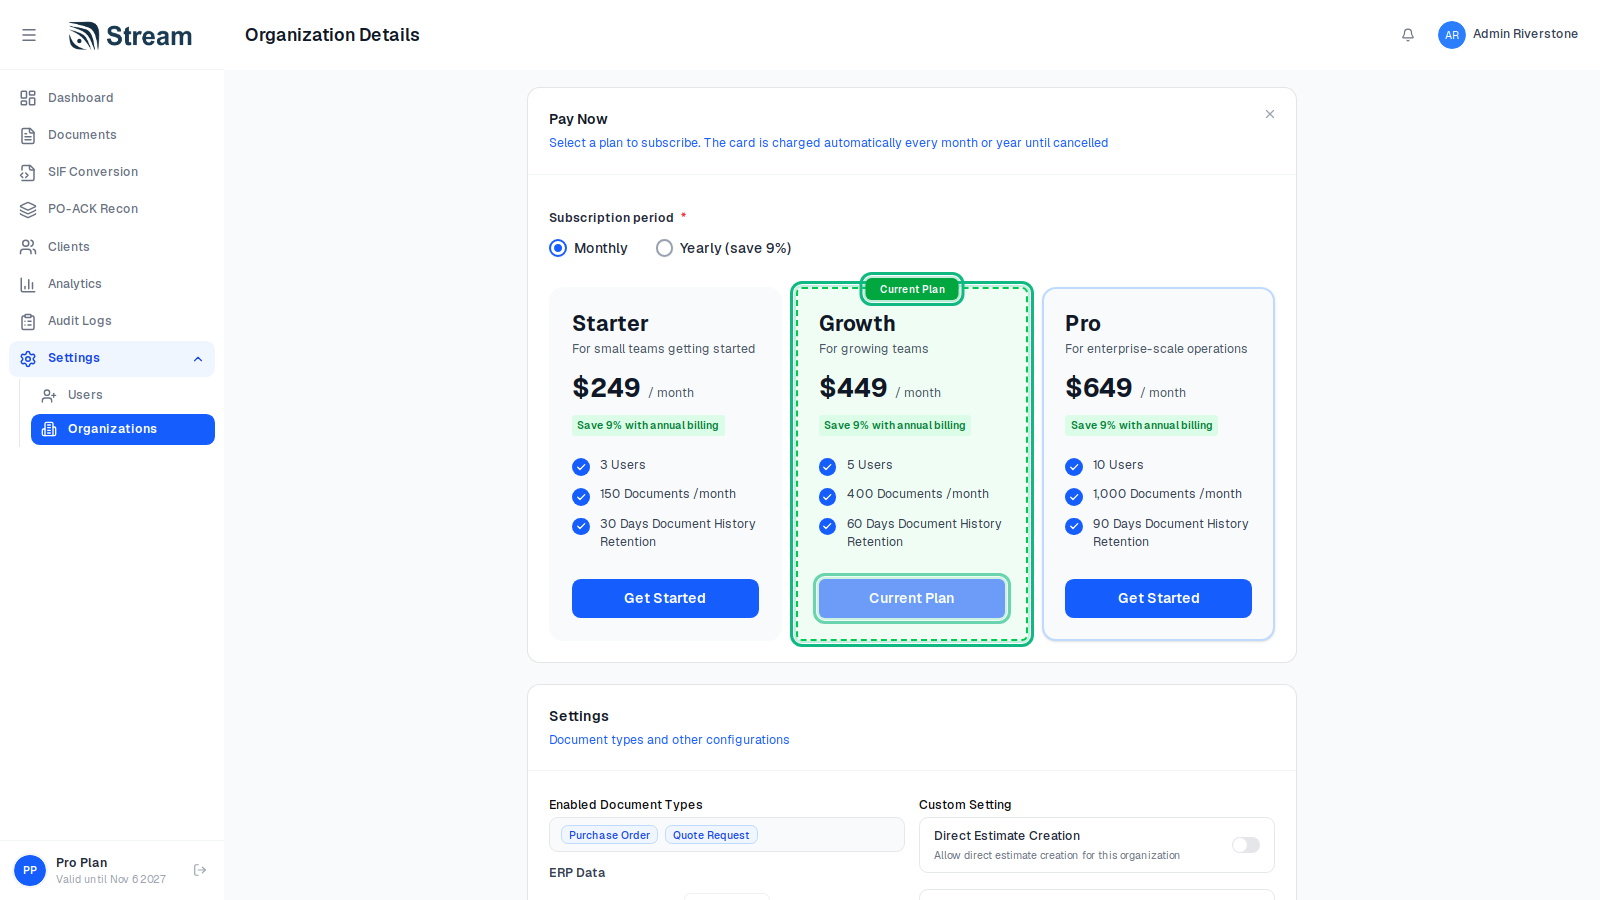 Stream
Organization Details
AR
Admin Riverstone
Dashboard
Documents
SIF Conversion
PO-ACK Recon
Clients
Analytics
Audit Logs
Settings
Users
Organizations
PP
Pro Plan
Valid until Nov 6 2027
Pay Now
Select a plan to subscribe. The card is charged automatically every month or year until cancelled
Subscription period *
Monthly
Yearly (save 9%)
Starter
For small teams getting started
$249 / month
Save 9% with annual billing
3 Users
150 Documents /month
30 Days Document History
Retention
Get Started
Current Plan
Growth
For growing teams
$449 / month
Save 9% with annual billing
5 Users
400 Documents /month
60 Days Document History
Retention
Current Plan
Pro
For enterprise-scale operations
$649 / month
Save 9% with annual billing
10 Users
1,000 Documents /month
90 Days Document History
Retention
Get Started
Settings
Document types and other configurations
Enabled Document Types
Purchase Order
Quote Request
ERP Data
Custom Setting
Direct Estimate Creation
Allow direct estimate creation for this organization